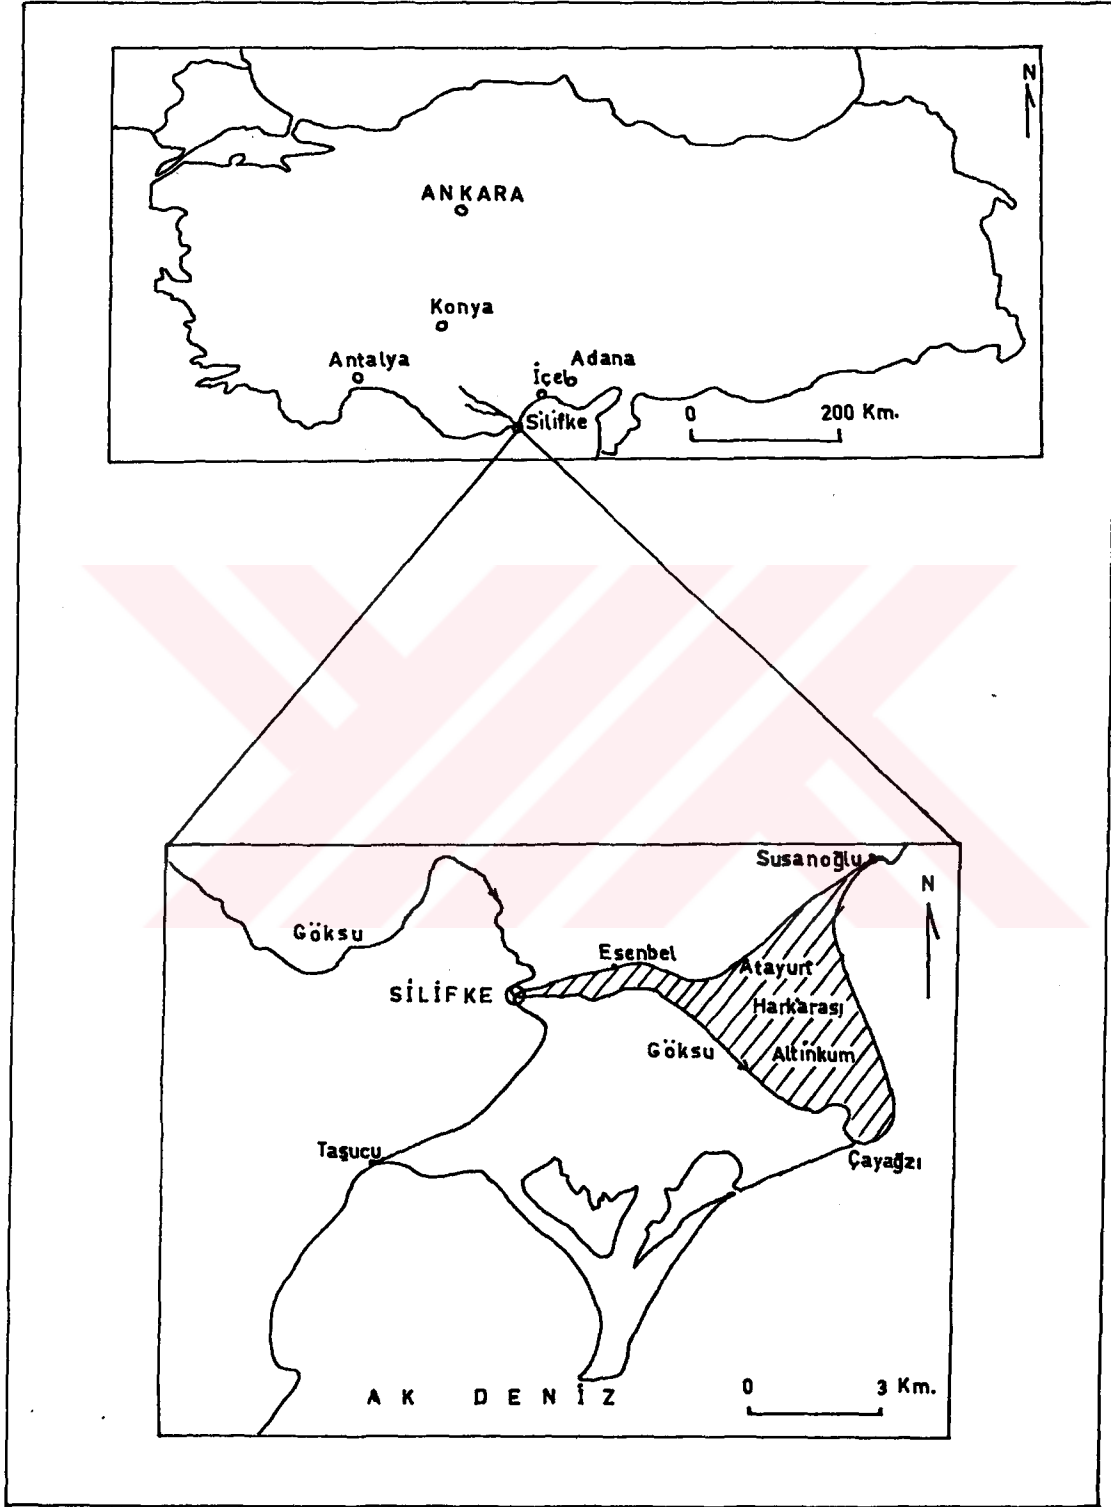 N
ANKARA
Konya
Antalya
Adana
İçel
Silifke
0 200 Km.
Susanoğlu
N
Göksu
Esenbel
Atayurt
SİLİFKE
Harkarası
Göksu
Altinkum
Taşucu
Çayağzı
0 3 Km.
AK DENİZ